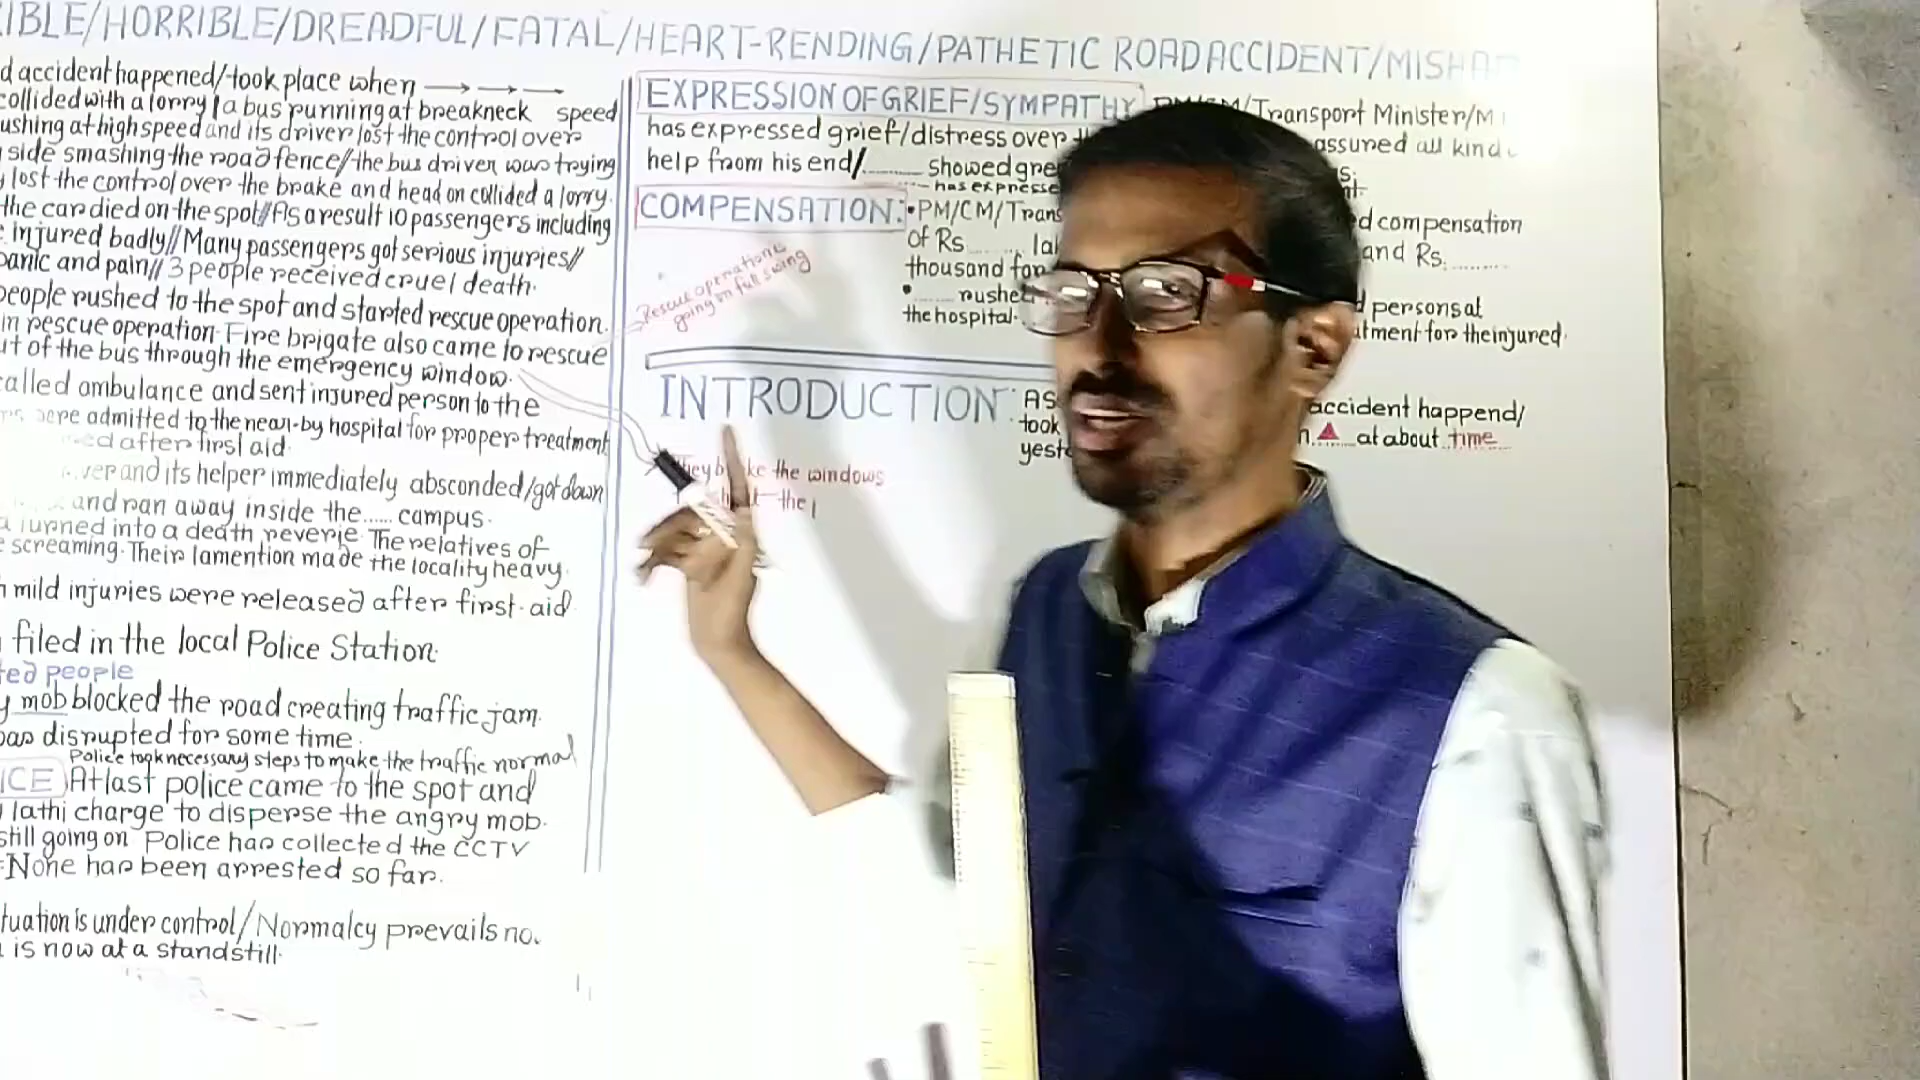 IBLE/HORRIBLE/DREADFUL/FATAL/HEART-RENDING/PATHETIC ROAD ACCIDENT/MISHAP
d accident happened/took place when
collided with a lorry/a bus running at breakneck speed
ushing at high speed and its driver lost the control over
side smashing the road fence//the bus driver was trying
lost the control over the brake and head on collided a lorry.
the car died on the spot//As a result 10 passengers including
injured badly//Many passengers got serious injuries//
anic and pain//3 people received cruel death.
people rushed to the spot and started rescue operation.
in rescue operation. Fire brigate also came to rescue
ut of the bus through the emergency window.
called ambulance and sent injured person to the
were admitted to the near-by hospital for proper treatment
ed after first aid.
ver and its helper immediately absconded/got down
and ran away inside the...... campus.
turned into a death reverie. The relatives of
e screaming. Their lamention made the locality heavy.
mild injuries were released after first-aid
filed in the local Police Station.
ted people
y mob blocked the road creating traffic jam.
was disrupted for some time.
Police took necessary steps to make the traffic normal
ICE At last police came to the spot and
lathi charge to disperse the angry mob.
still going on Police has collected the CCTV
None has been arrested so far.
tuation is under control/Normalcy prevails no
is now at a standstill.
EXPRESSION OF GRIEF/SYMPATHY PM/CM/Transport Minister/M
has expressed grief/distress over assured all kind
help from his end/......... showed gre s.
has expresse nt.
COMPENSATION: •PM/CM/Trans d compensation
of Rs ....... la and Rs. .........
thousand for
• ....... rushe d persons at
the hospital. atment for the injured.
Rescue operation is
going in full swing
INTRODUCTION: As accident happend/
took n. ... at about time
yest
They broke the windows
the